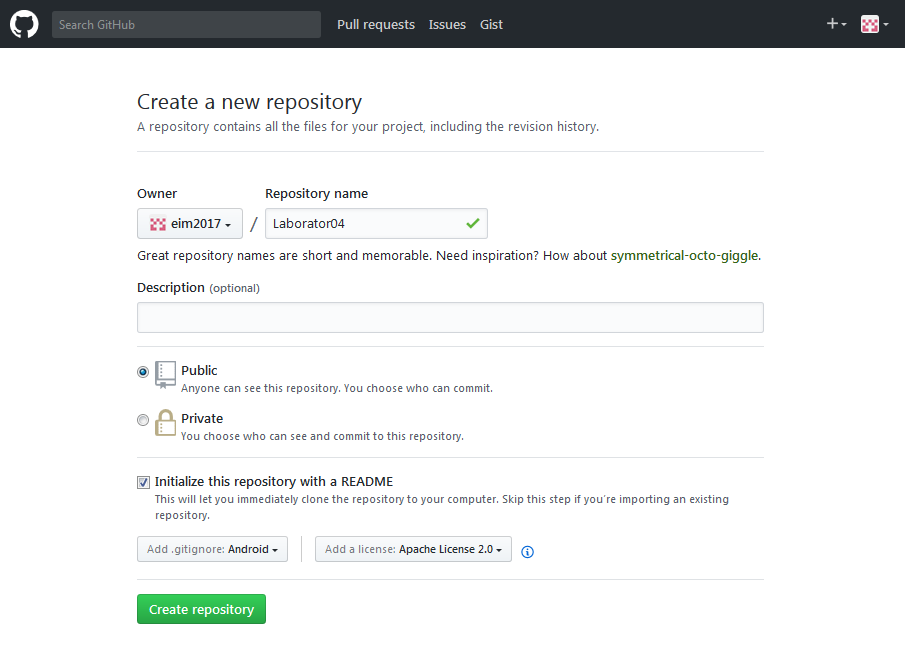 Search GitHub Pull requests Issues Gist
Create a new repository
A repository contains all the files for your project, including the revision history.
Owner Repository name
eim2017 / Laborator04
Great repository names are short and memorable. Need inspiration? How about symmetrical-octo-giggle.
Description (optional)
Public
Anyone can see this repository. You choose who can commit.
Private
You choose who can see and commit to this repository.
Initialize this repository with a README
This will let you immediately clone the repository to your computer. Skip this step if you’re importing an existing
repository.
Add .gitignore: Android Add a license: Apache License 2.0
Create repository